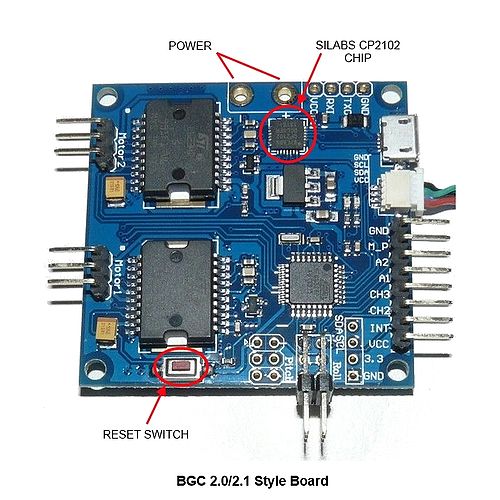 POWER
SILABS CP2102
CHIP
VCC
RXI
TXO
GND
Motor2
GND
SCL
SDA
VCC
GND
M_P
A2
A1
CH3
CH2
INT
VCC
3.3
GND
Motor
SDA
SCL
Pitch
Roll
RESET SWITCH
BGC 2.0/2.1 Style Board